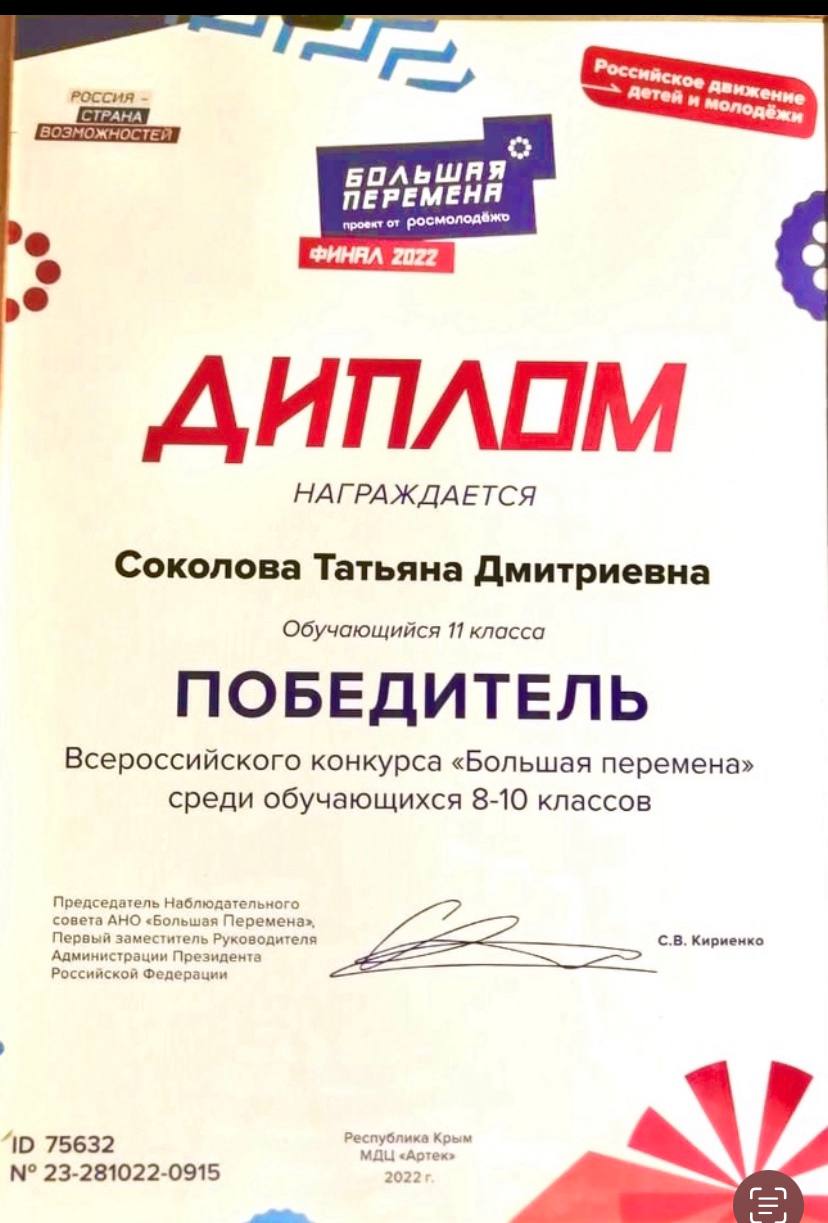 РОССИЯ –
СТРАНА
ВОЗМОЖНОСТЕЙ
Российское движение
детей и молодёжи
БОЛЬШАЯ
ПЕРЕМЕНА
проект от росмолодёжь
ФИНАЛ 2022
ДИПЛОМ
НАГРАЖДАЕТСЯ
Соколова Татьяна Дмитриевна
Обучающийся 11 класса
ПОБЕДИТЕЛЬ
Всероссийского конкурса «Большая перемена»
среди обучающихся 8-10 классов
Председатель Наблюдательного
совета АНО «Большая Перемена»,
Первый заместитель Руководителя
Администрации Президента
Российской Федерации
С.В. Кириенко
ID 75632
№ 23-281022-0915
Республика Крым
МДЦ «Артек»
2022 г.